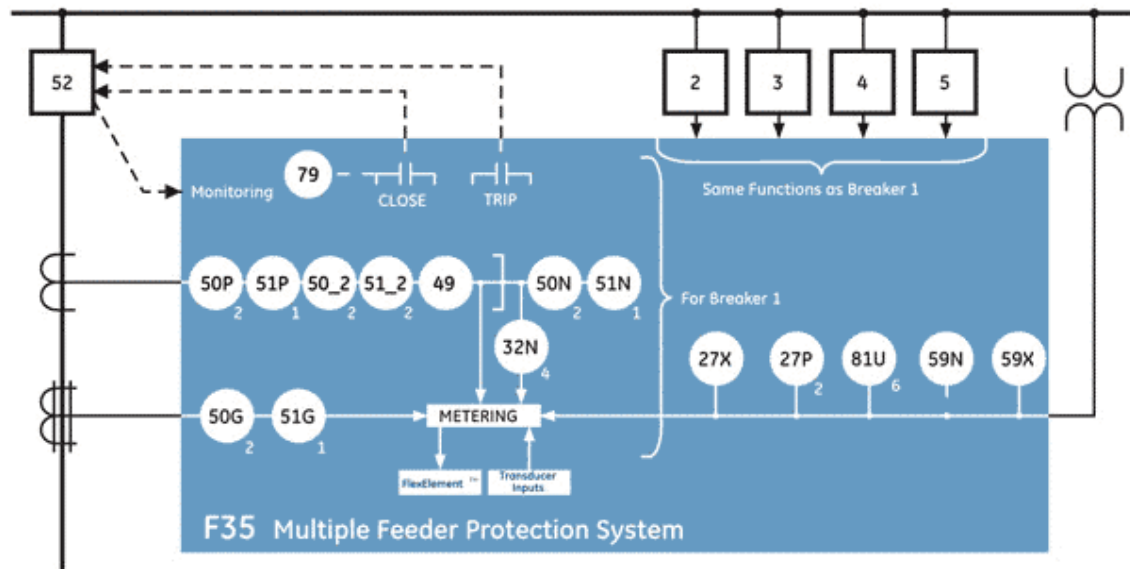 52
2
3
4
5
79
Monitoring
CLOSE
TRIP
Same Functions as Breaker 1
50P
2
51P
1
50_2
2
51_2
2
49
50N
2
51N
1
For Breaker 1
32N
4
27X
27P
2
81U
6
59N
59X
50G
2
51G
1
METERING
FlexElement ™
Transducer
Inputs
F35 Multiple Feeder Protection System